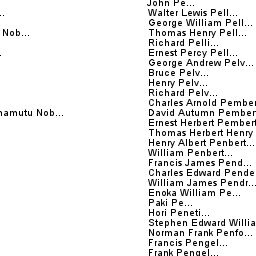 John Pe...
..
Walter Lewis Pell...
George William Pell...
Nob...
Thomas Henry Pell...
Richard Pelli...
.
Ernest Percy Pell...
George Andrew Pelv...
Bruce Pelv...
Henry Pelv...
Richard Pelv...
Charles Arnold Pember
namutu Nob...
David Autumn Pember
Ernest Herbert Pember
Thomas Herbert Henry
Henry Albert Penbert...
William Penbert...
Francis James Pend...
Charles Edward Pende
William James Pendr...
Enoka William Pe...
Paki Pe...
Hori Peneti...
Stephen Edward Willia
Norman Frank Penfo...
Francis Pengel...
Frank Pengel...